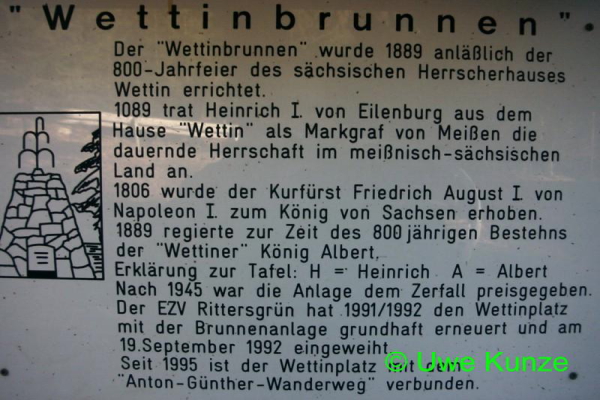 "Wettinbrunnen".
Der "Wettinbrunnen" wurde 1889 anläßlich der
800-Jahrfeier des sächsischen Herrscherhauses
Wettin errichtet.
1089 trat Heinrich I. von Eilenburg aus dem
Hause "Wettin" als Markgraf von Meißen die
dauernde Herrschaft im meißnisch-sächsischen
Land an.
1806 wurde der Kurfürst Friedrich August I. von
Napoleon I. zum König von Sachsen erhoben.
1889 regierte zur Zeit des 800 jährigen Bestehns
der "Wettiner" König Albert,
Erklärung zur Tafel: H = Heinrich A = Albert
Nach 1945 war die Anlage dem Zerfall preisgegeben.
Der EZV Rittersgrün hat 1991/1992 den Wettinplatz
mit der Brunnenanlage grundhaft erneuert und am
19.September 1992 eingeweiht
Seit 1995 ist der Wettinplatz dem
"Anton-Günther-Wanderweg" verbunden.
© Uwe Kunze